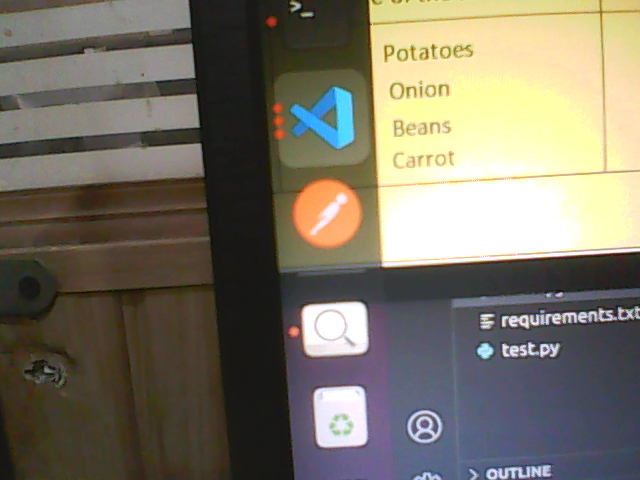 >_
Potatoes
Onion
Beans
Carrot
requirements.txt
test.py
> OUTLINE